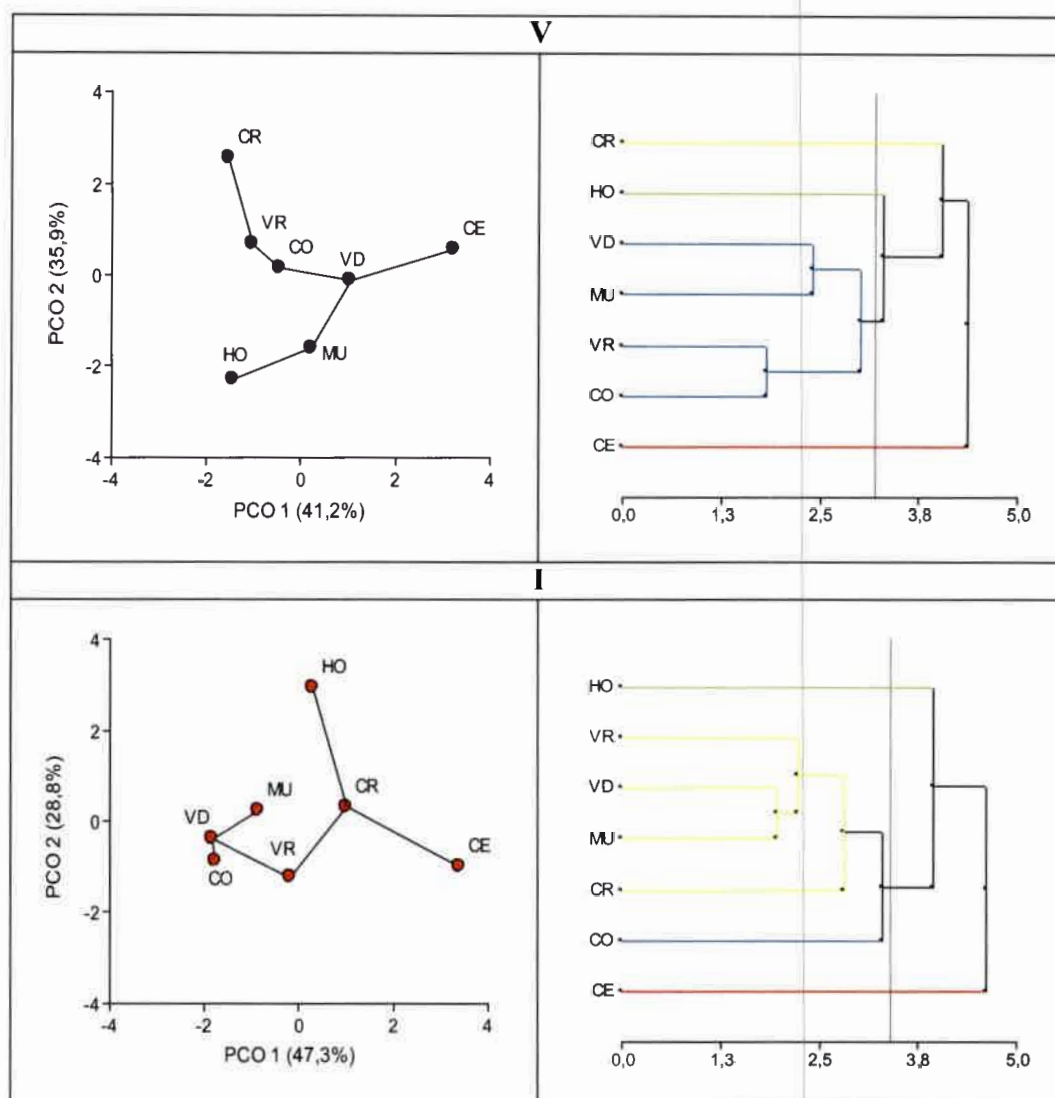 V
4
2
0
-2
-4
-4
-2
0
2
4
PCO 2 (35,9%)
PCO 1 (41,2%)
CR
VR
CO
VD
CE
HO
MU
CR
HO
VD
MU
VR
CO
CE
0,0
1,3
2,5
3,8
5,0
I
4
2
0
-2
-4
-4
-2
0
2
4
PCO 2 (28,8%)
PCO 1 (47,3%)
HO
MU
CR
VD
VR
CO
CE
HO
VR
VD
MU
CR
CO
CE
0,0
1,3
2,5
3,8
5,0